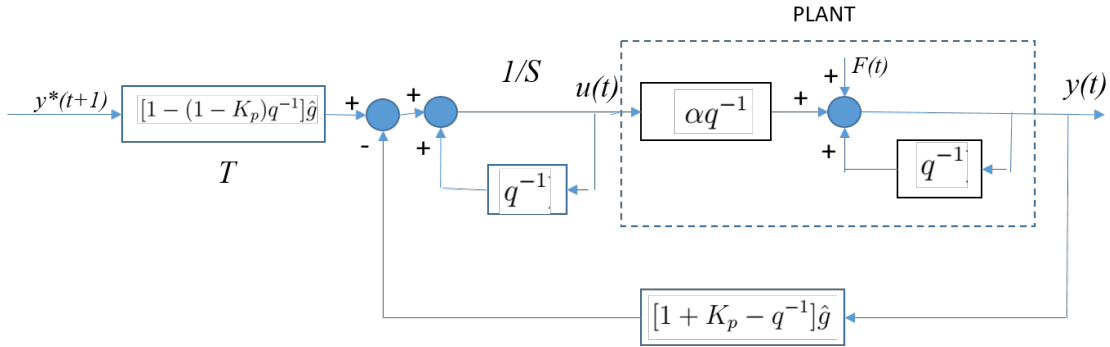 PLANT
1/S
F(t)
y*(t+1)
[1 − (1 − K_p)q^{−1}]ĝ
+
+
u(t)
αq^{−1}
+
+
y(t)
-
+
+
T
q^{−1}
q^{−1}
[1 + K_p − q^{−1}]ĝ